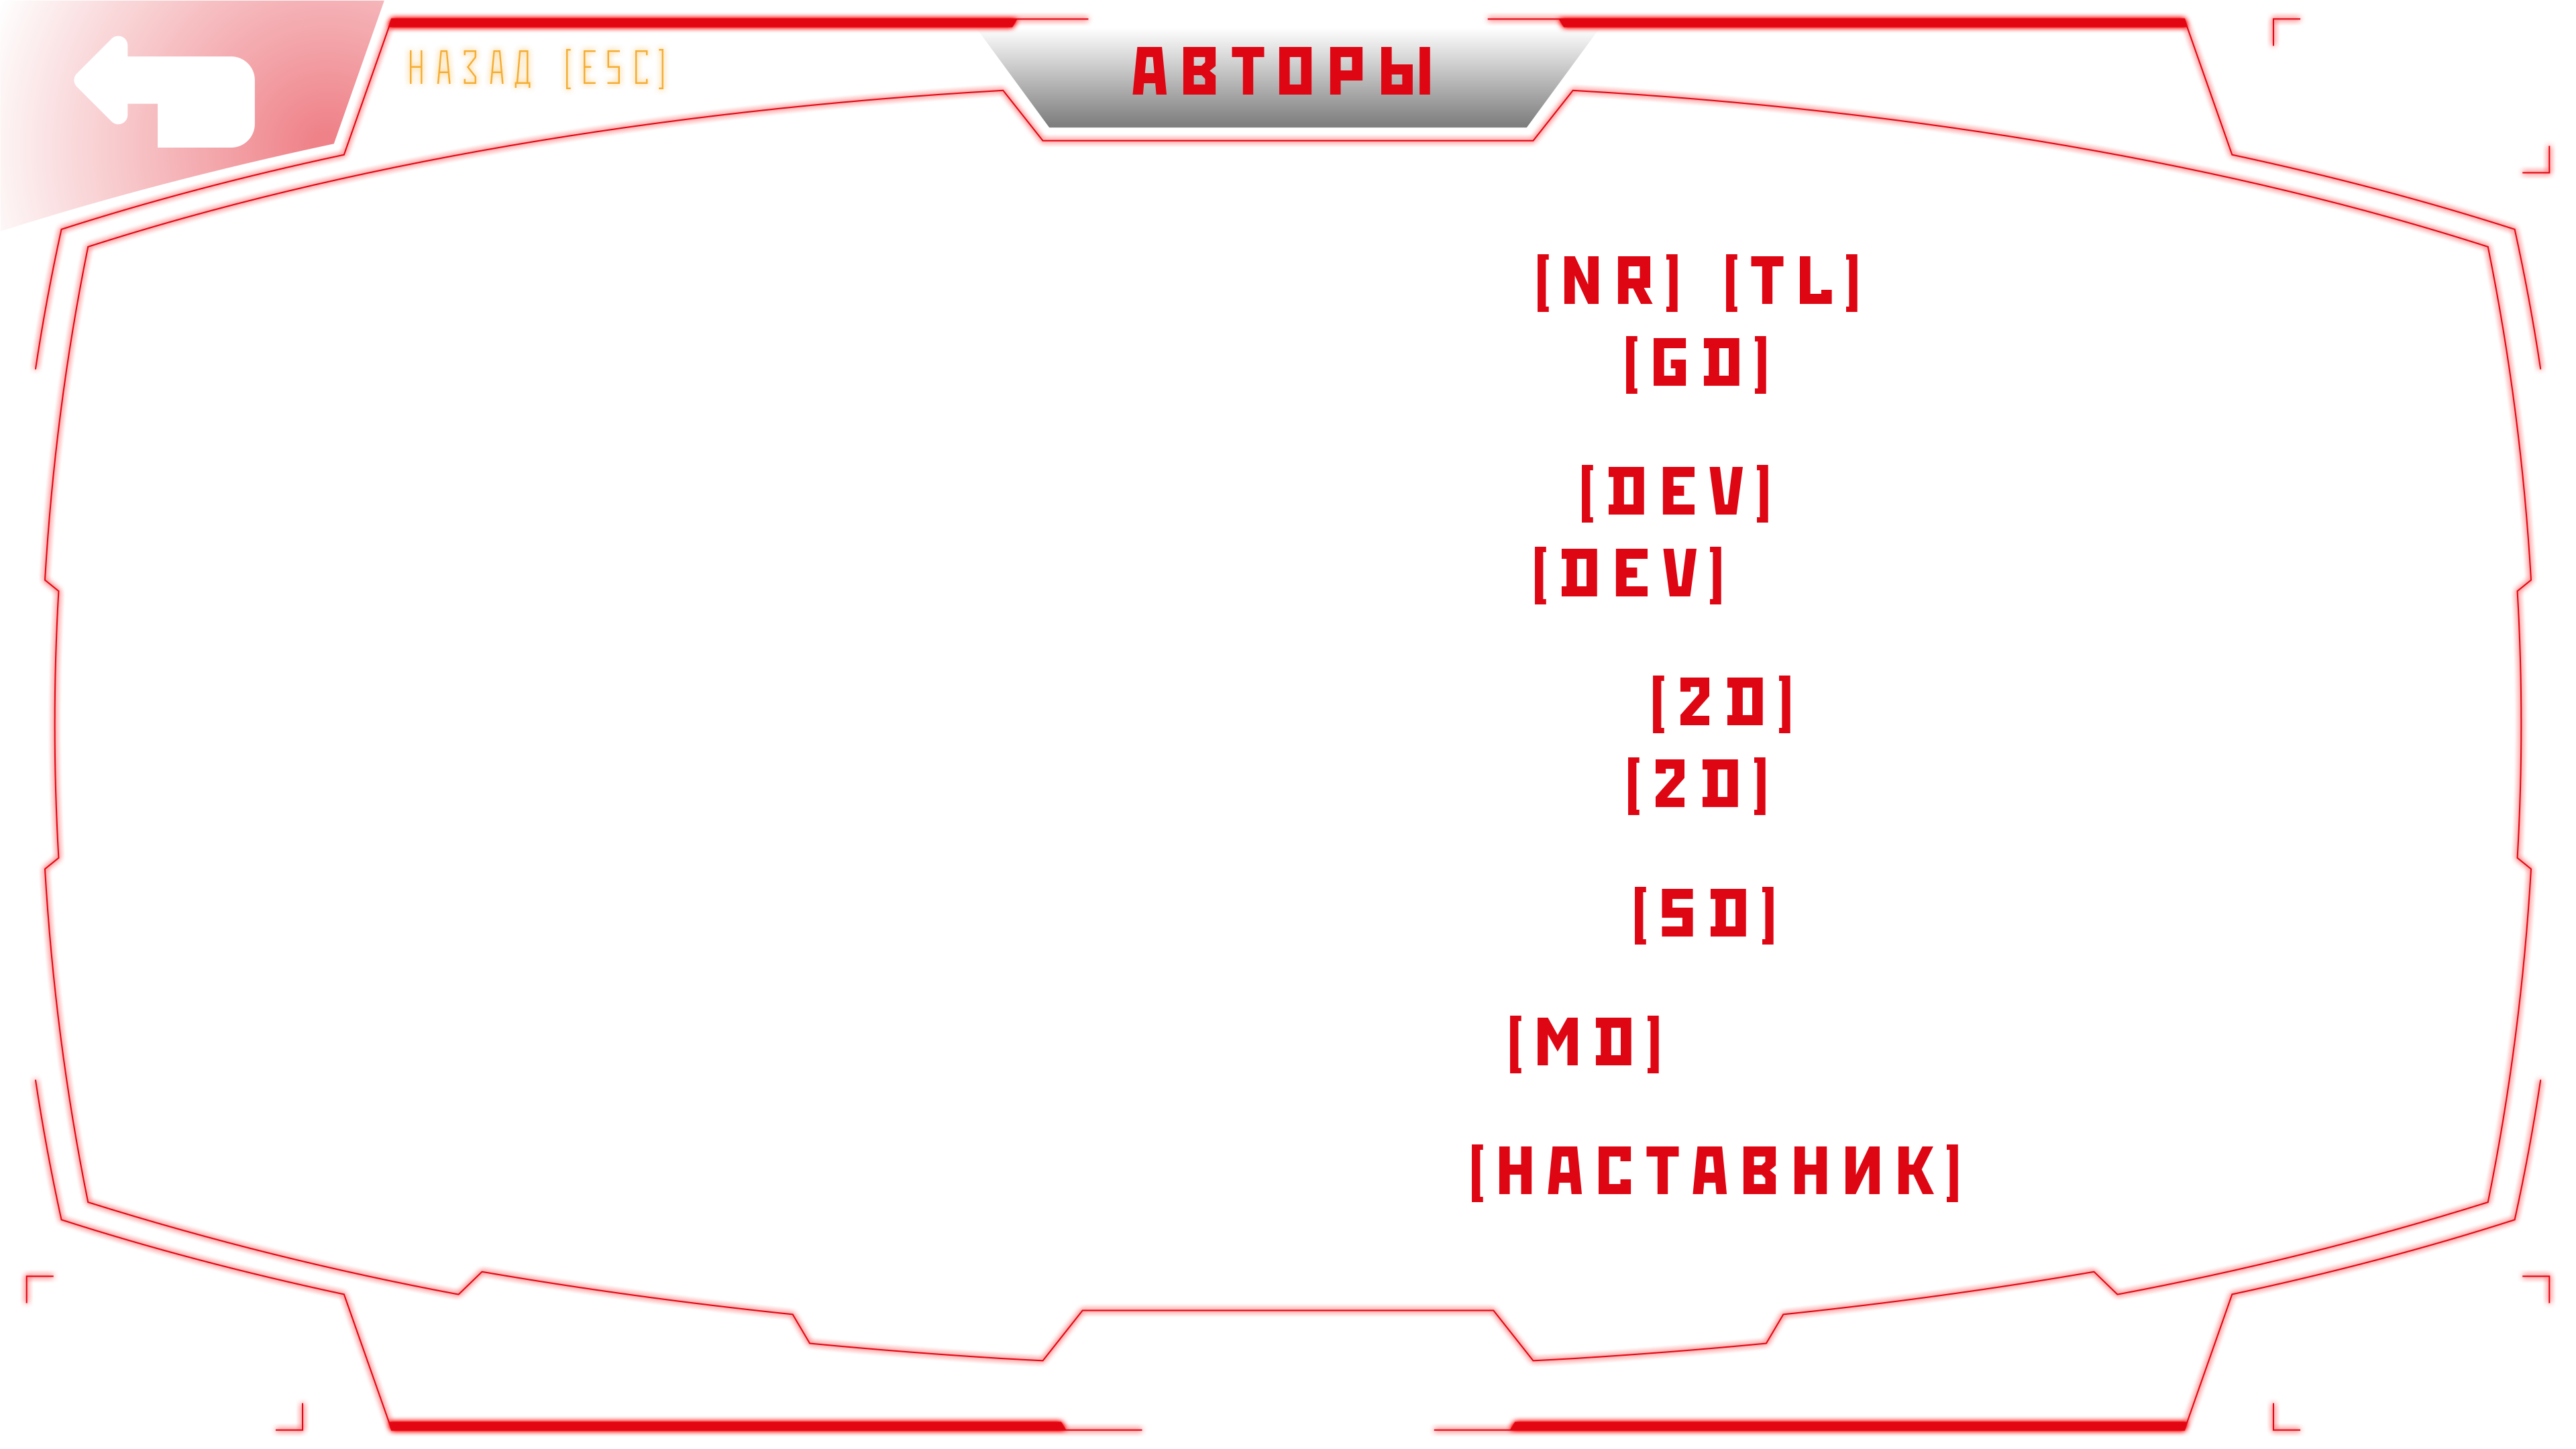 НАЗАД [ESC]
АВТОРЫ
[NR] [TL]
[GD]
[DEV]
[DEV]
[2D]
[2D]
[SD]
[MD]
[НАСТАВНИК]